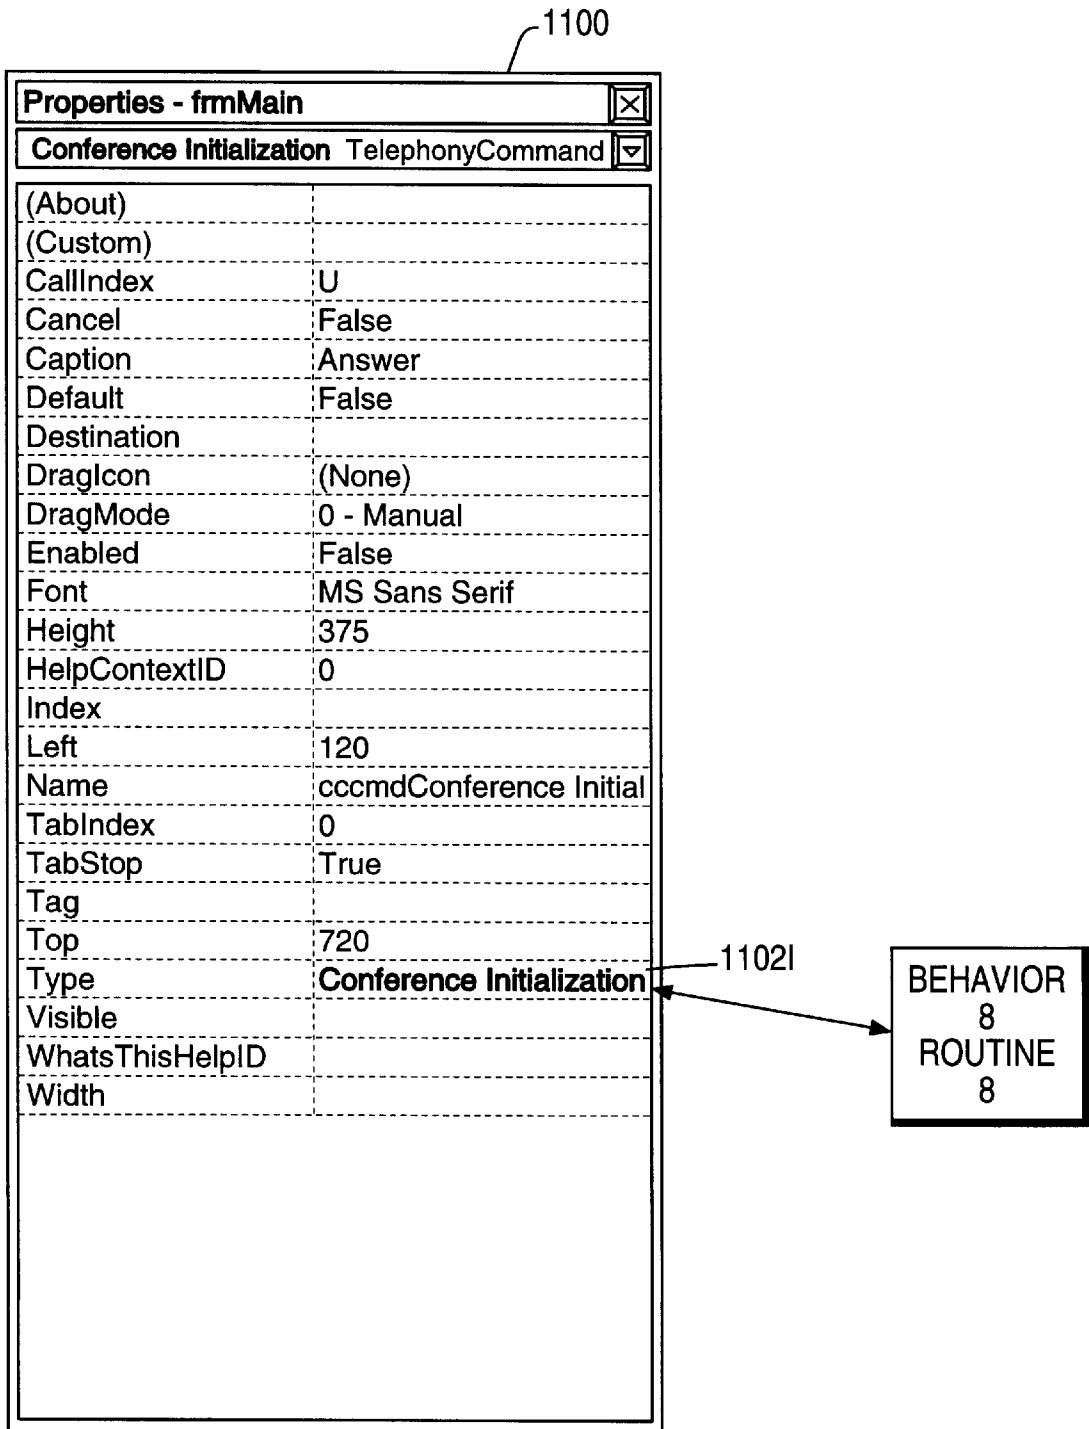 1100
Properties - frmMain
Conference Initialization TelephonyCommand
(About)
(Custom)
CallIndex U
Cancel False
Caption Answer
Default False
Destination
DragIcon (None)
DragMode 0 - Manual
Enabled False
Font MS Sans Serif
Height 375
HelpContextID 0
Index
Left 120
Name cccmdConference Initial
TabIndex 0
TabStop True
Tag
Top 720
Type Conference Initialization
1102I
Visible
WhatsThisHelpID
Width
BEHAVIOR
8
ROUTINE
8